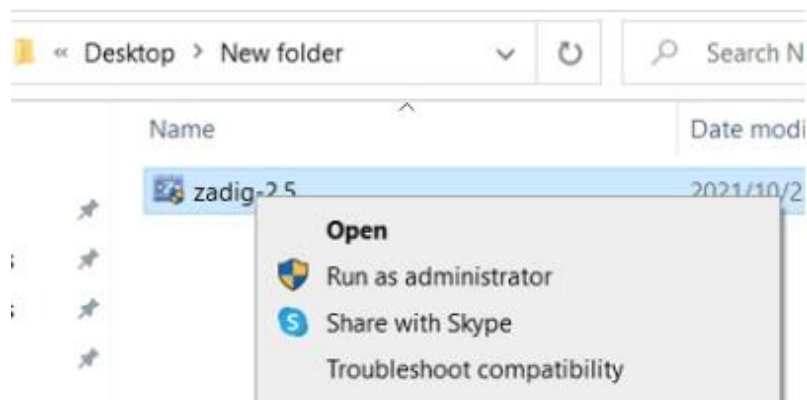 « Desktop > New folder
Search N
Name
Date modi
zadig-2.5
2021/10/2
Open
Run as administrator
Share with Skype
Troubleshoot compatibility